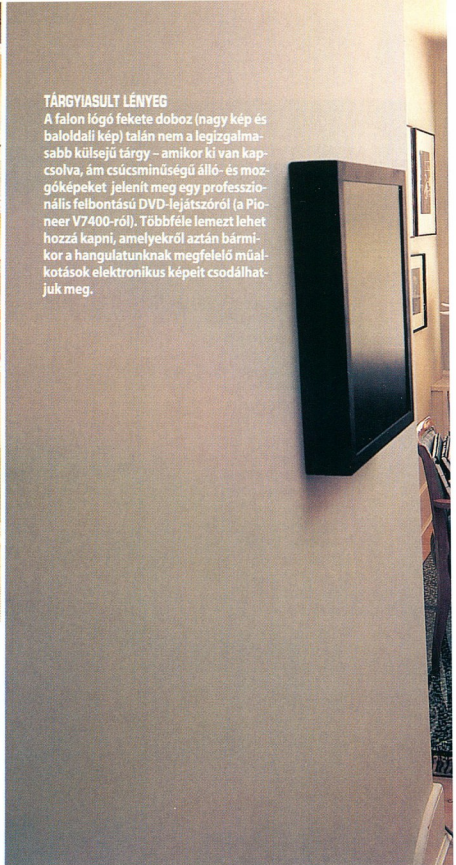 TÁRGYIASULT LÉNYEG
A falon lógó fekete doboz (nagy kép és
baloldali kép) talán nem a legizgalma-
sabb külsejű tárgy – amikor ki van kap-
csolva, ám csúcsminűségű álló- és moz-
góképeket jelenít meg egy professzio-
nális felbontású DVD-lejátszóról (a Pio-
neer V7400-ról). Többféle lemezt lehet
hozzá kapni, amelyekről aztán bármi-
kor a hangulatunknak megfelelő műal-
kotások elektronikus képeit csodálhat-
juk meg.